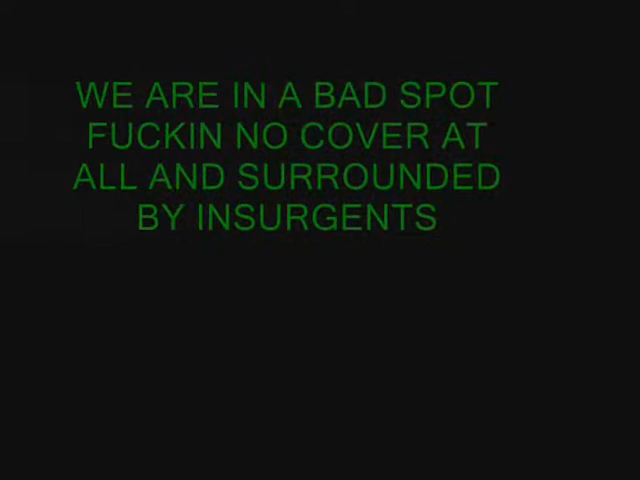 WE ARE IN A BAD SPOT
FUCKIN NO COVER AT
ALL AND SURROUNDED
BY INSURGENTS